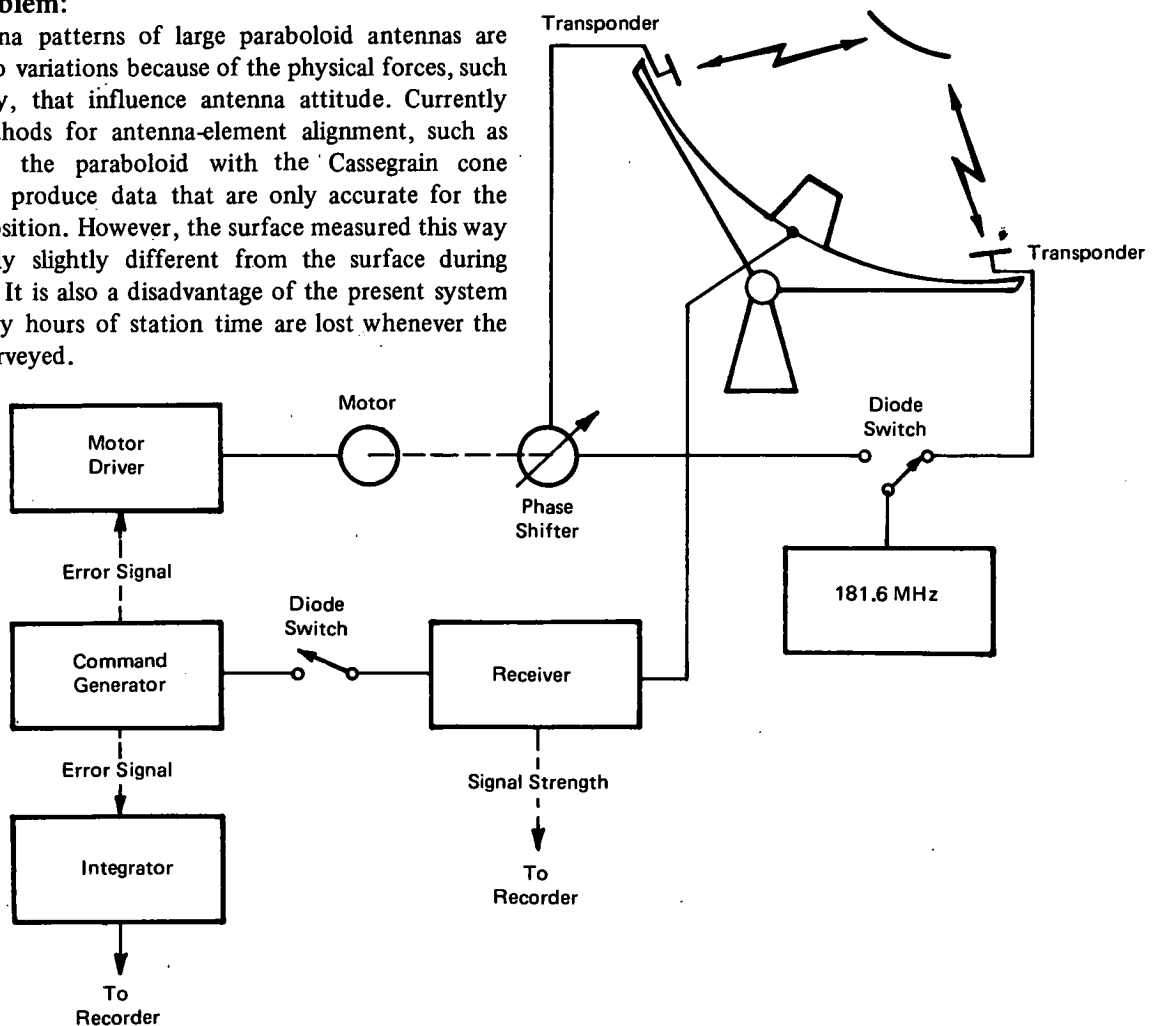 blem:
na patterns of large paraboloid antennas are
o variations because of the physical forces, such
y, that influence antenna attitude. Currently
hods for antenna-element alignment, such as
the paraboloid with the Cassegrain cone
produce data that are only accurate for the
sition. However, the surface measured this way
ly slightly different from the surface during
It is also a disadvantage of the present system
y hours of station time are lost whenever the
rveyed.
Transponder
Transponder
Motor
Driver
Motor
Phase
Shifter
Diode
Switch
181.6 MHz
Error Signal
Command
Generator
Diode
Switch
Receiver
Error Signal
Signal Strength
Integrator
To
Recorder
To
Recorder